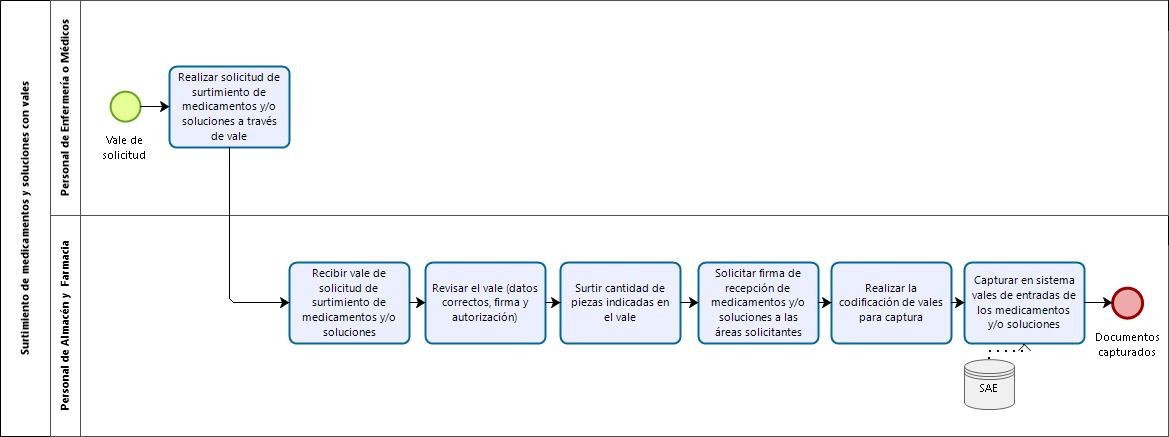 Surtimiento de medicamentos y soluciones con vales
Personal de Enfermería o Médicos
Vale de
solicitud
Realizar solicitud de
surtimiento de
medicamentos y/o
soluciones a través
de vale
Personal de Almacén y Farmacia
Recibir vale de
solicitud de
surtimiento de
medicamentos y/o
soluciones
Revisar el vale (datos
correctos, firma y
autorización)
Surtir cantidad de
piezas indicadas en
el vale
Solicitar firma de
recepción de
medicamentos y/o
soluciones a las
áreas solicitantes
Realizar la
codificación de vales
para captura
Capturar en sistema
vales de entradas de
los medicamentos
y/o soluciones
Documentos
capturados
SAE